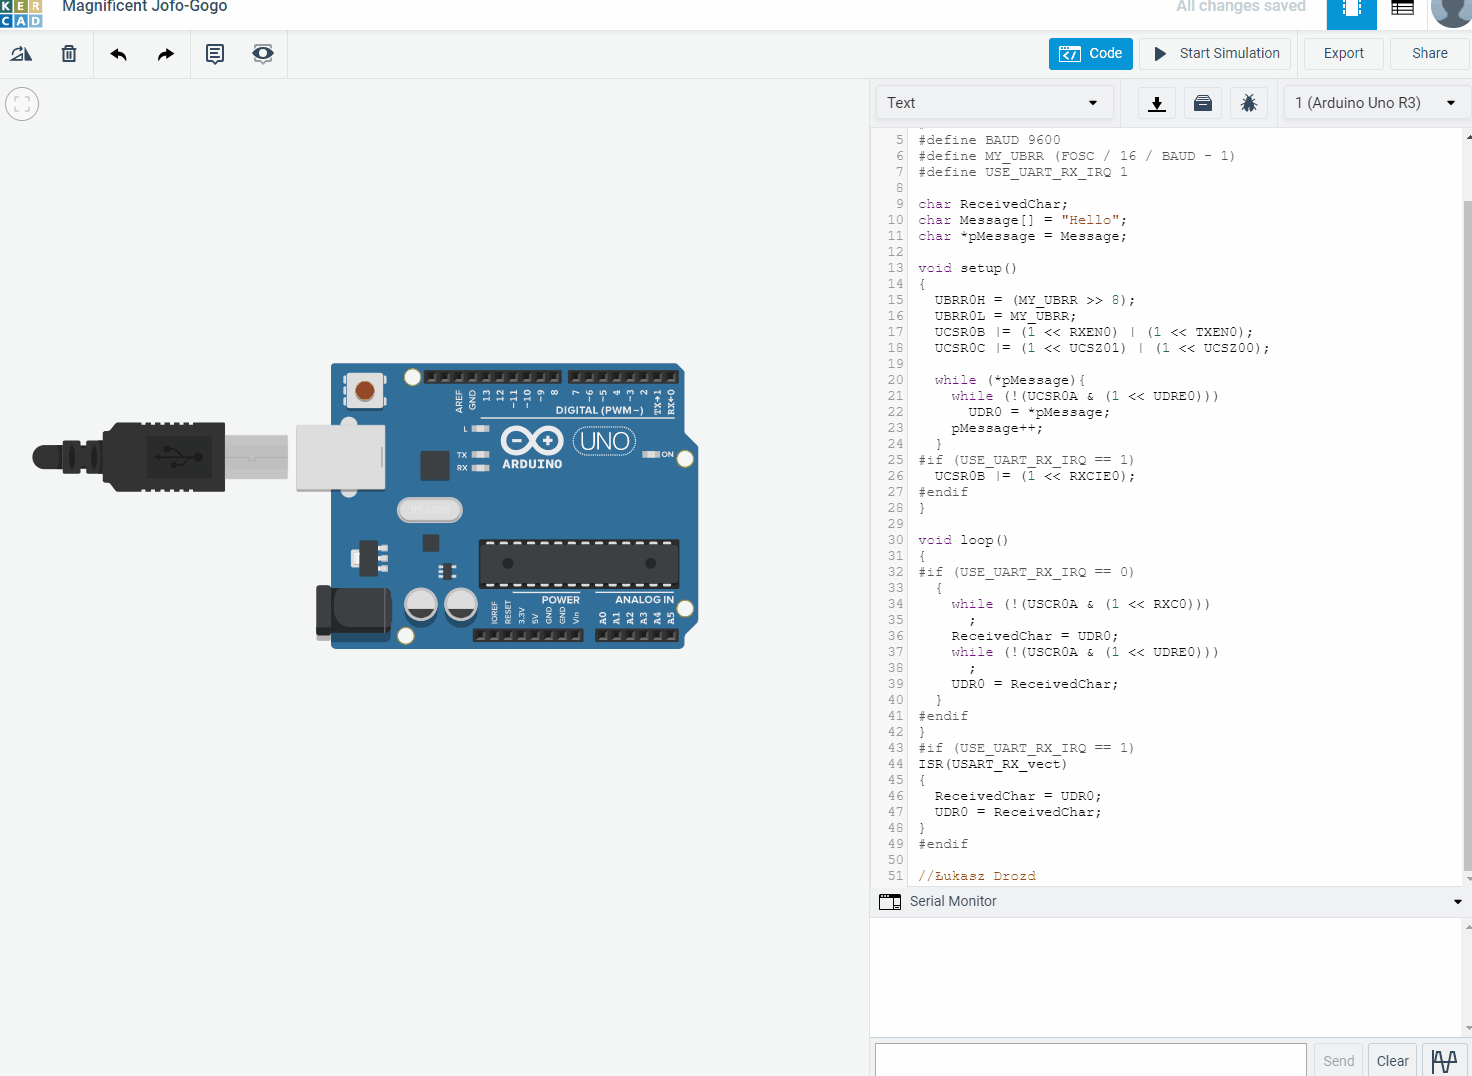 KER
CAD
Magnificent Jofo-Gogo
All changes saved
Code
Start Simulation
Export
Share
Text
1 (Arduino Uno R3)
5 #define BAUD 9600
6 #define MY_UBRR (FOSC / 16 / BAUD - 1)
7 #define USE_UART_RX_IRQ 1
8
9 char ReceivedChar;
10 char Message[] = "Hello";
11 char *pMessage = Message;
12
13 void setup()
14 {
15   UBRR0H = (MY_UBRR >> 8);
16   UBRR0L = MY_UBRR;
17   UCSR0B |= (1 << RXEN0) | (1 << TXEN0);
18   UCSR0C |= (1 << UCSZ01) | (1 << UCSZ00);
19
20   while (*pMessage){
21     while (!(UCSR0A & (1 << UDRE0)))
22       UDR0 = *pMessage;
23     pMessage++;
24   }
25 #if (USE_UART_RX_IRQ == 1)
26   UCSR0B |= (1 << RXCIE0);
27 #endif
28 }
29
30 void loop()
31 {
32 #if (USE_UART_RX_IRQ == 0)
33   {
34     while (!(USCR0A & (1 << RXC0)))
35       ;
36     ReceivedChar = UDR0;
37     while (!(USCR0A & (1 << UDRE0)))
38       ;
39     UDR0 = ReceivedChar;
40   }
41 #endif
42 }
43 #if (USE_UART_RX_IRQ == 1)
44 ISR(USART_RX_vect)
45 {
46   ReceivedChar = UDR0;
47   UDR0 = ReceivedChar;
48 }
49 #endif
50
51 //Łukasz Drozd
Serial Monitor
Send
Clear
AREF
GND
13
12
~11
~10
~9
8
7
~6
~5
4
~3
2
TX→1
RX←0
DIGITAL (PWM~)
L
TX
RX
ARDUINO
UNO
ON
POWER
ANALOG IN
IOREF
RESET
3.3V
5V
GND
GND
Vin
A0
A1
A2
A3
A4
A5